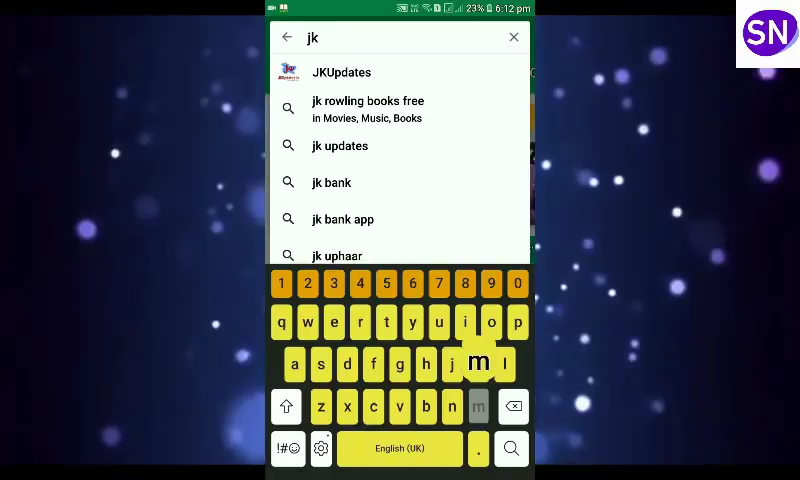 SN
23% 6:12 pm
jk
JKUpdates
jk rowling books free
in Movies, Music, Books
jk updates
jk bank
jk bank app
jk uphaar
1 2 3 4 5 6 7 8 9 0
q w e r t y u i o p
a s d f g h j m l
z x c v b n m
!#☺ English (UK) .